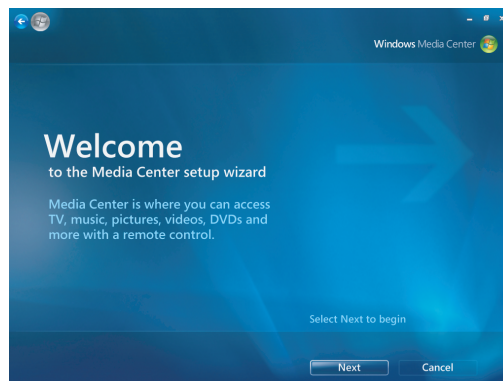 Windows Media Center
Welcome
to the Media Center setup wizard
Media Center is where you can access
TV, music, pictures, videos, DVDs and
more with a remote control.
Select Next to begin
Next Cancel